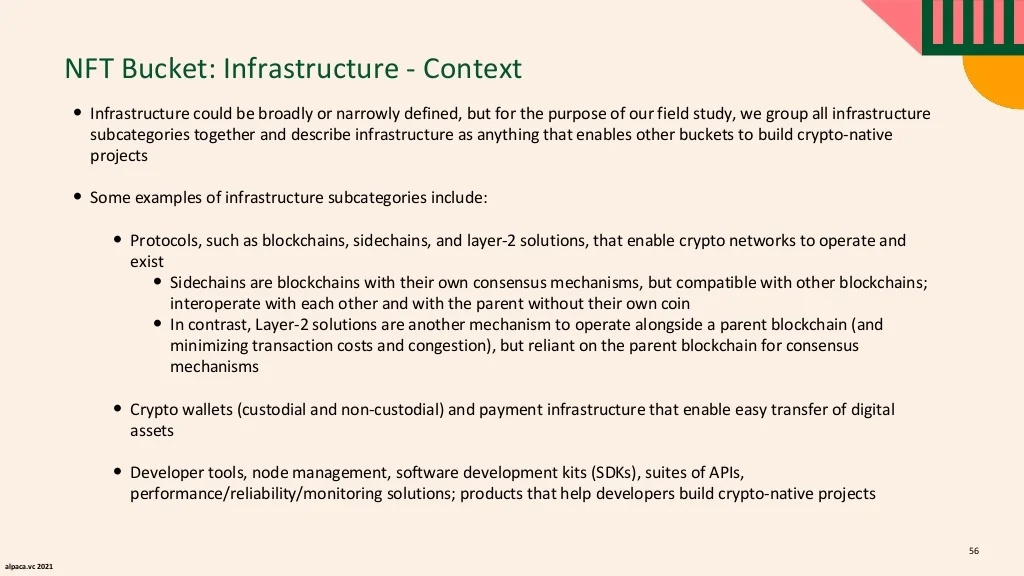 NFT Bucket: Infrastructure - Context
• Infrastructure could be broadly or narrowly defined, but for the purpose of our field study, we group all infrastructure
subcategories together and describe infrastructure as anything that enables other buckets to build crypto-native
projects
• Some examples of infrastructure subcategories include:
• Protocols, such as blockchains, sidechains, and layer-2 solutions, that enable crypto networks to operate and
exist
• Sidechains are blockchains with their own consensus mechanisms, but compatible with other blockchains;
interoperate with each other and with the parent without their own coin
• In contrast, Layer-2 solutions are another mechanism to operate alongside a parent blockchain (and
minimizing transaction costs and congestion), but reliant on the parent blockchain for consensus
mechanisms
• Crypto wallets (custodial and non-custodial) and payment infrastructure that enable easy transfer of digital
assets
• Developer tools, node management, software development kits (SDKs), suites of APIs,
performance/reliability/monitoring solutions; products that help developers build crypto-native projects
56
alpaca.vc 2021